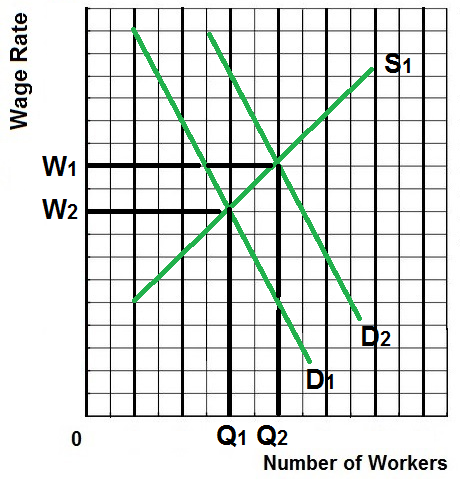 Wage Rate
S1
W1
W2
D2
D1
0
Q1 Q2
Number of Workers